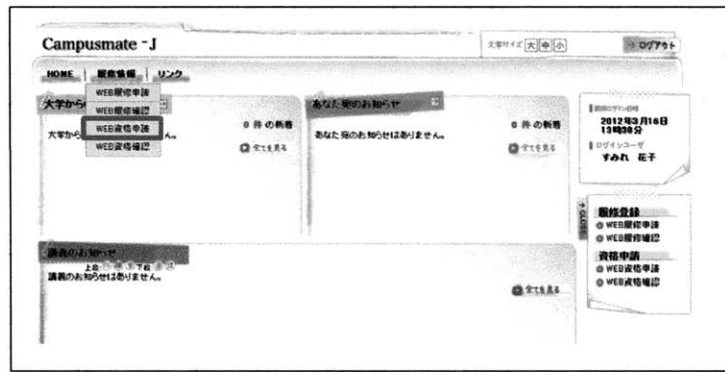 Campusmate-J
文字サイズ 大 中 小
ログアウト
HOME 履修情報 リンク
WEB履修申請
WEB履修確認
WEB資格申請
WEB資格確認
大学から
0 件の新着
大学から
ん。
全てを見る
あなた宛のお知らせ
0 件の新着
あなた宛のお知らせはありません。
全てを見る
前回ログイン日時
2012年3月16日
13時38分
ログインユーザ
すみれ 花子
CLOSE
履修登録
WEB履修申請
WEB履修確認
資格申請
WEB資格申請
WEB資格確認
講義のお知らせ
講義のお知らせはありません。
全てを見る